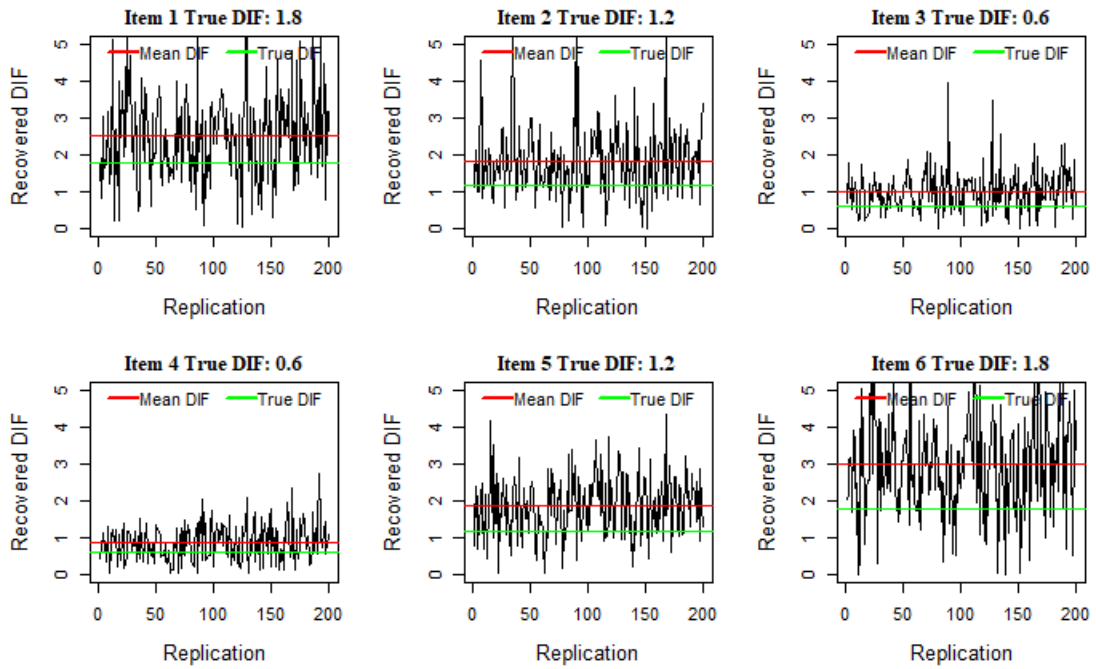 Item 1 True DIF: 1.8
Mean DIF True DIF
Recovered DIF
5
4
3
2
1
0
0 50 100 150 200
Replication
Item 2 True DIF: 1.2
Mean DIF True DIF
Recovered DIF
5
4
3
2
1
0
0 50 100 150 200
Replication
Item 3 True DIF: 0.6
Mean DIF True DIF
Recovered DIF
5
4
3
2
1
0
0 50 100 150 200
Replication
Item 4 True DIF: 0.6
Mean DIF True DIF
Recovered DIF
5
4
3
2
1
0
0 50 100 150 200
Replication
Item 5 True DIF: 1.2
Mean DIF True DIF
Recovered DIF
5
4
3
2
1
0
0 50 100 150 200
Replication
Item 6 True DIF: 1.8
Mean DIF True DIF
Recovered DIF
5
4
3
2
1
0
0 50 100 150 200
Replication